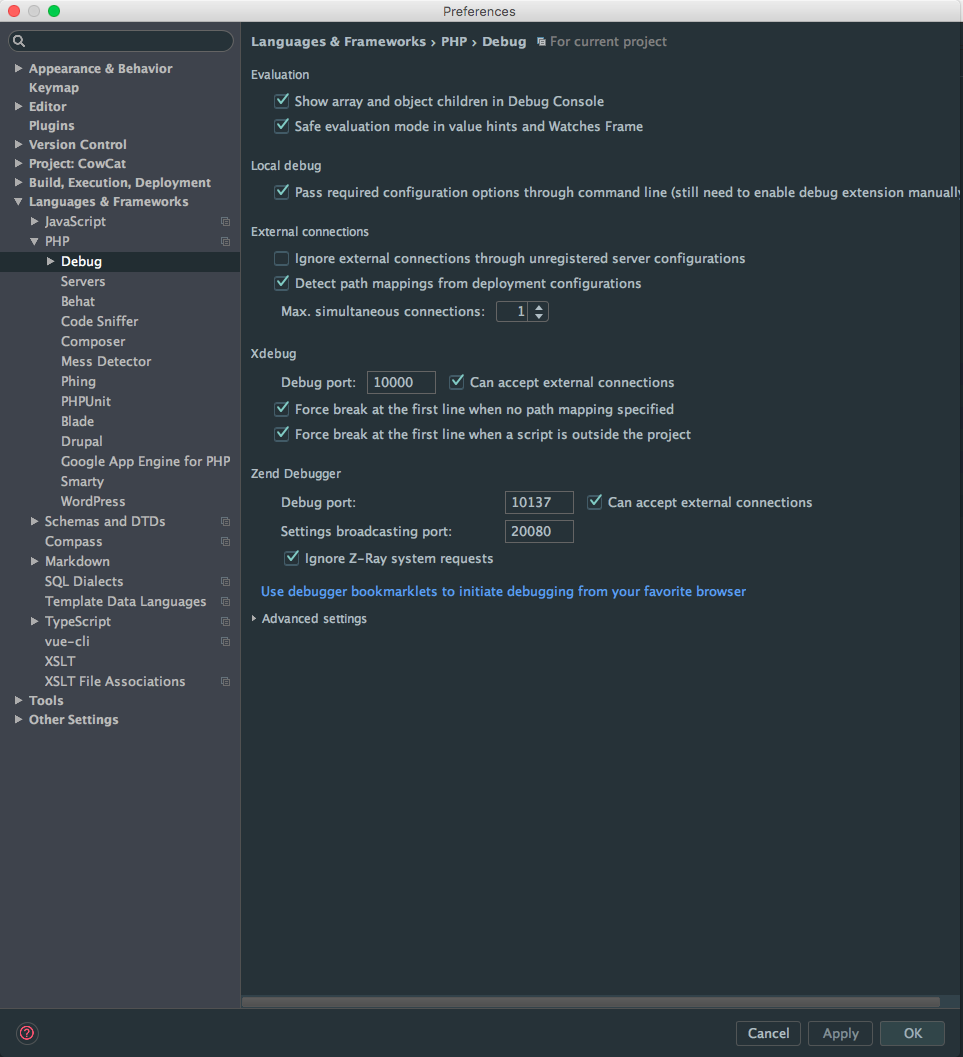 Preferences
Appearance & Behavior
Keymap
Editor
Plugins
Version Control
Project: CowCat
Build, Execution, Deployment
Languages & Frameworks
JavaScript
PHP
Debug
Servers
Behat
Code Sniffer
Composer
Mess Detector
Phing
PHPUnit
Blade
Drupal
Google App Engine for PHP
Smarty
WordPress
Schemas and DTDs
Compass
Markdown
SQL Dialects
Template Data Languages
TypeScript
vue-cli
XSLT
XSLT File Associations
Tools
Other Settings
Languages & Frameworks › PHP › Debug For current project
Evaluation
Show array and object children in Debug Console
Safe evaluation mode in value hints and Watches Frame
Local debug
Pass required configuration options through command line (still need to enable debug extension manually
External connections
Ignore external connections through unregistered server configurations
Detect path mappings from deployment configurations
Max. simultaneous connections: 1
Xdebug
Debug port: 10000 Can accept external connections
Force break at the first line when no path mapping specified
Force break at the first line when a script is outside the project
Zend Debugger
Debug port: 10137 Can accept external connections
Settings broadcasting port: 20080
Ignore Z-Ray system requests
Use debugger bookmarklets to initiate debugging from your favorite browser
Advanced settings
?
Cancel Apply OK